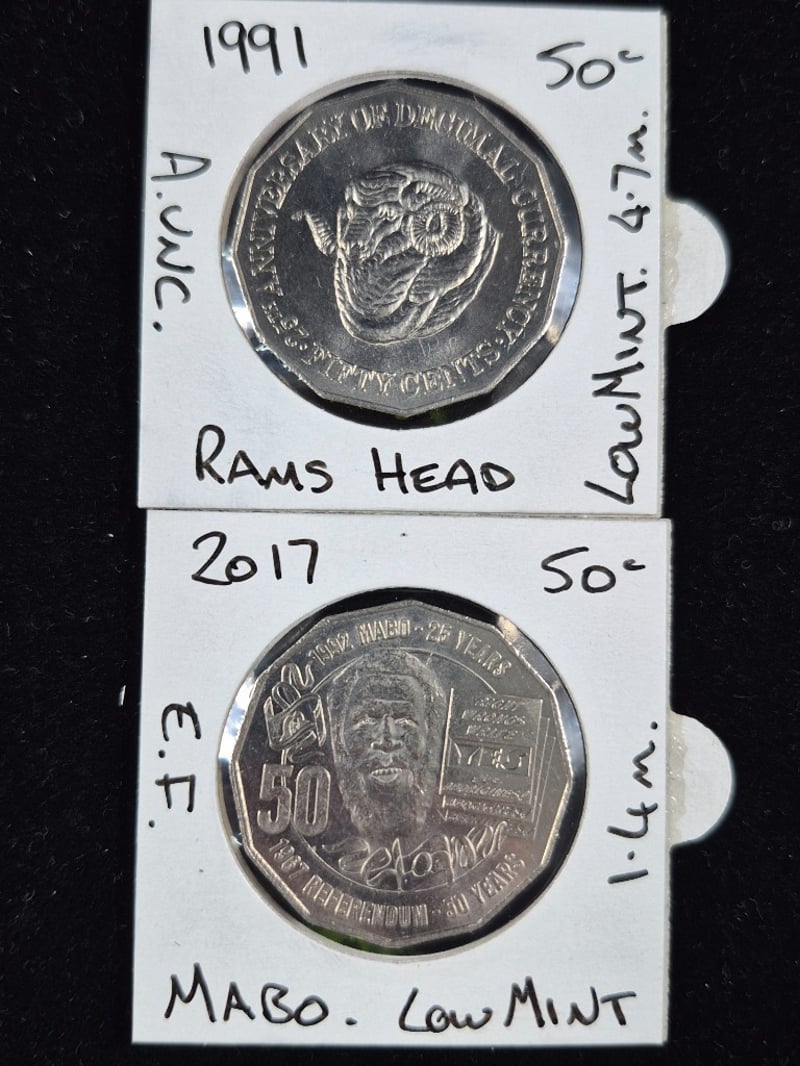 1991
50c
A.UNC.
25TH ANNIVERSARY OF DECIMAL CURRENCY
FIFTY CENTS
LOW MINT. 4.7m.
RAMS HEAD
2017
50c
E.F.
1992 MABO - 25 YEARS
YES
50
1967 REFERENDUM - 50 YEARS
1.4m.
MABO. LOW MINT